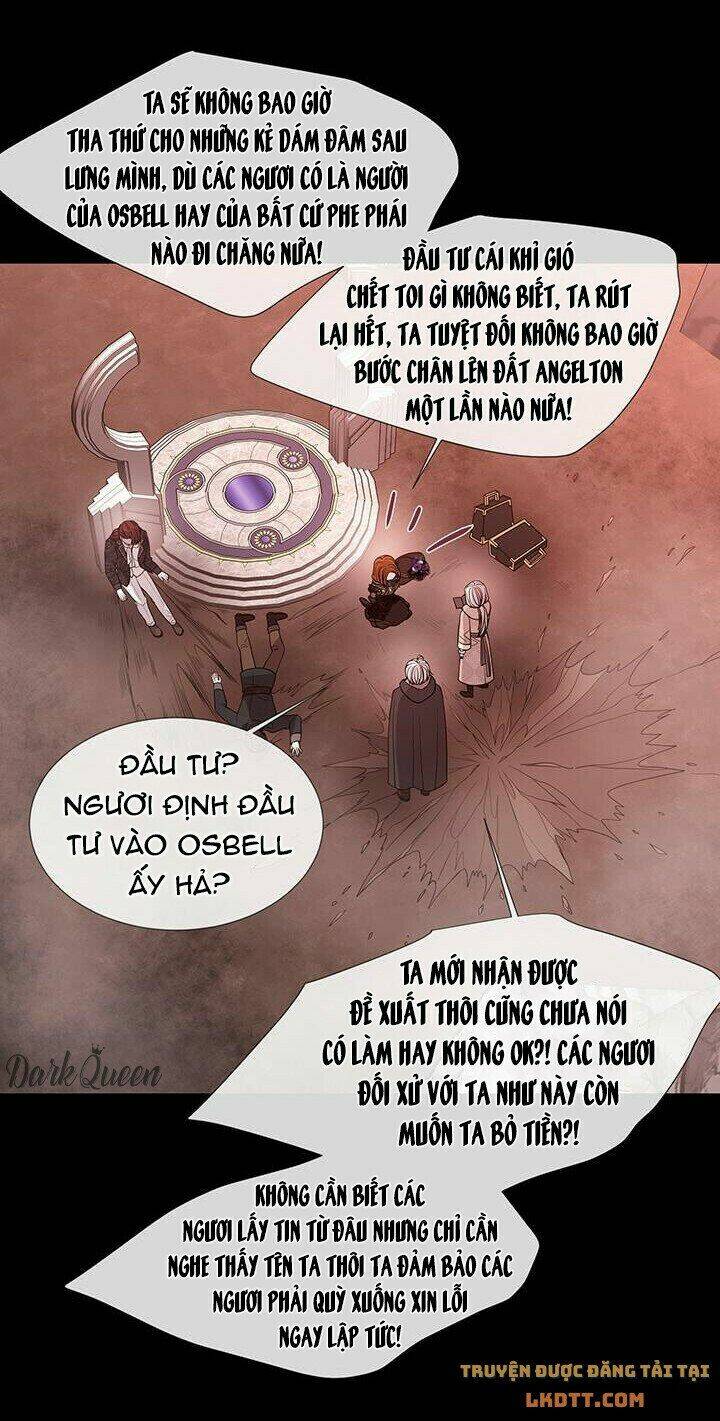 TA SẼ KHÔNG BAO GIỜ
THA THỨ CHO NHỮNG KẺ DÁM ĐÂM SAU
LƯNG MÌNH, DÙ CÁC NGƯƠI CÓ LÀ NGƯỜI
CỦA OSBELL HAY CỦA BẤT CỨ PHE PHÁI
NÀO ĐI CHĂNG NỮA!
ĐẦU TƯ CÁI KHỈ GIÓ
CHẾT TOI GÌ KHÔNG BIẾT, TA RÚT
LẠI HẾT, TA TUYỆT ĐỐI KHÔNG BAO GIỜ
BƯỚC CHÂN LÊN ĐẤT ANGELTON
MỘT LẦN NÀO NỮA!
ĐẦU TƯ?
NGƯƠI ĐỊNH ĐẦU
TƯ VÀO OSBELL
ẤY HẢ?
TA MỚI NHẬN ĐƯỢC
ĐỀ XUẤT THÔI CŨNG CHƯA NÓI
CÓ LÀM HAY KHÔNG OK?! CÁC NGƯƠI
ĐỐI XỬ VỚI TA NHƯ NÀY CÒN
MUỐN TA BỎ TIỀN?!
DarkQueen
KHÔNG CẦN BIẾT CÁC
NGƯƠI LẤY TIN TỪ ĐÂU NHƯNG CHỈ CẦN
NGHE THẤY TÊN TA THÔI TA ĐẢM BẢO CÁC
NGƯƠI PHẢI QUỲ XUỐNG XIN LỖI
NGAY LẬP TỨC!
TRUYỆN ĐƯỢC ĐĂNG TẢI TẠI
LKDTT.COM